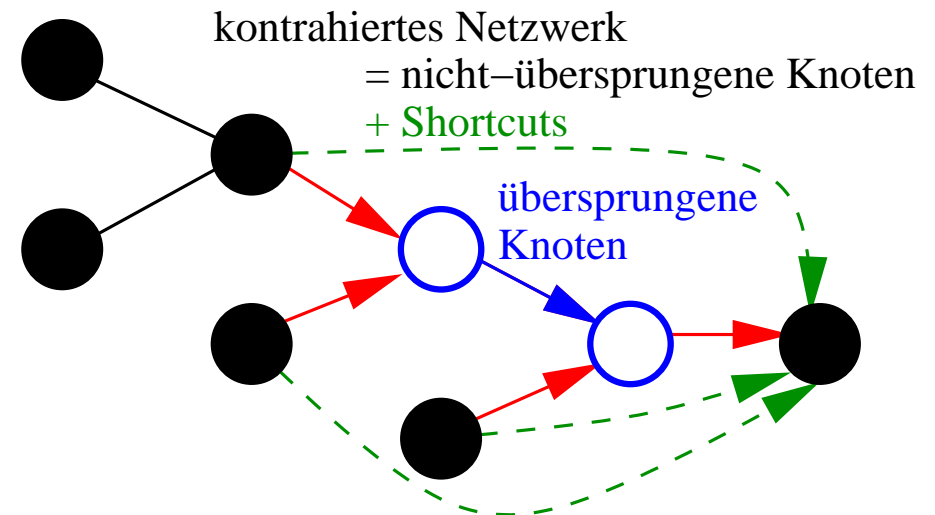 kontrahiertes Netzwerk
= nicht−übersprungene Knoten
+ Shortcuts
übersprungene
Knoten